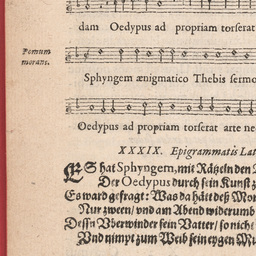 dam Oedypus ad propriam torserat
Pomum
morans.
Sphyngem ænigmatico Thebis sermo
Oedypus ad propriam torserat arte ne
XXXIX. Epigrammatis Lat
ES hat Sphyngem, mit Rätzeln den
Der Oedypus durch sein Kunst z
Es ward gefragt: Was da hätt deß Mor
Nur zween/ vnd am Abend widerumb
Dessn Vberwinder sein Vatter/ so nicht
Vnd nimpt zum Weib sein eygen Mu